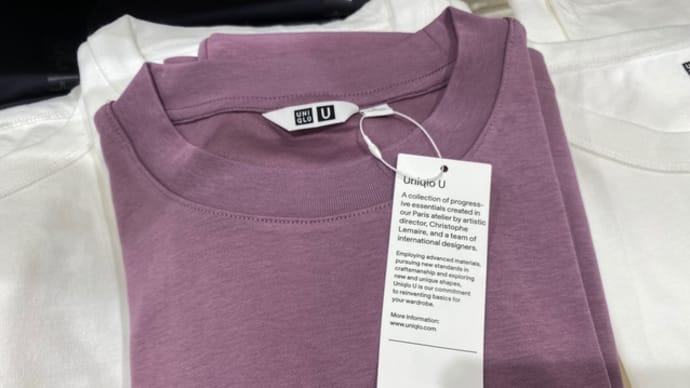 UNI
QLO
U
Uniqlo U
A collection of progress-
ive essentials created in
our Paris atelier by artistic
director, Christophe
Lemaire, and a team of
international designers.
Employing advanced materials,
pursuing new standards in
craftsmanship and exploring
new and unique shapes,
Uniqlo U is our commitment
to reinventing basics for
your wardrobe.
More information:
www.uniqlo.com